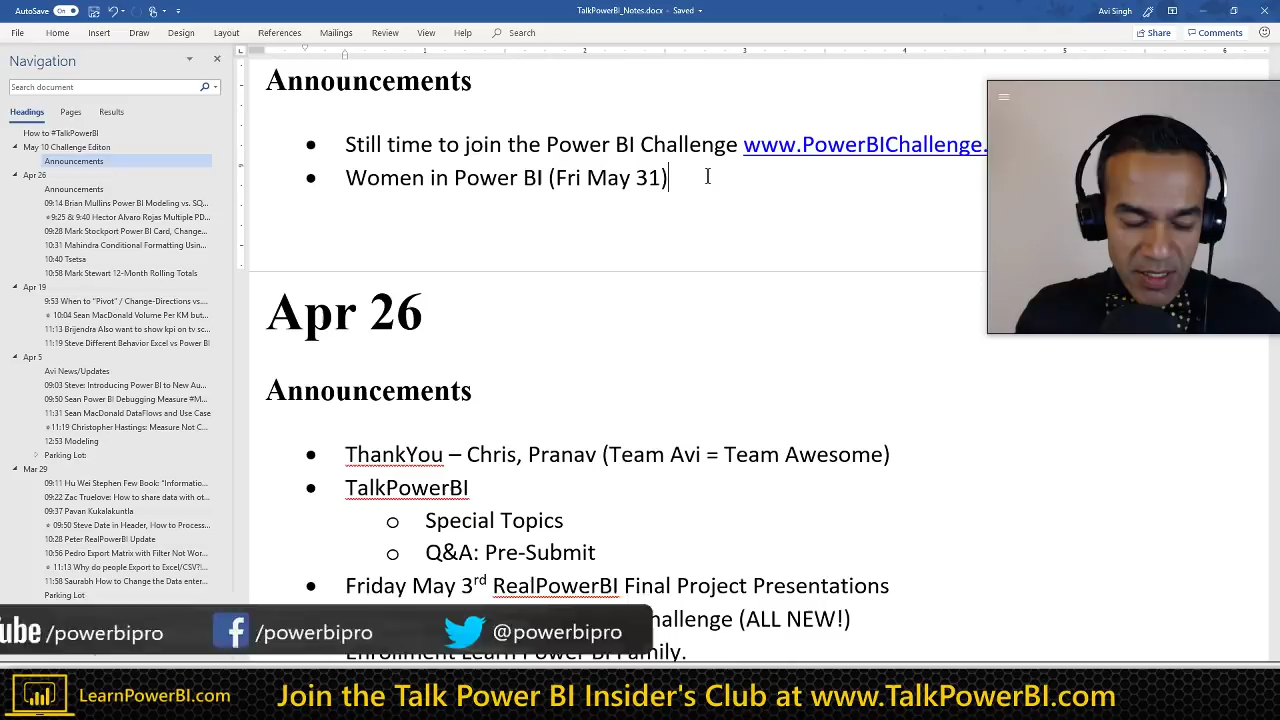 AutoSave On
TalkPowerBI_Notes.docx - Saved
Avi Singh
File Home Insert Draw Design Layout References Mailings Review View Help Search
Share Comments
Navigation
Search document
Headings Pages Results
How to #TalkPowerBI
May 10 Challenge Editon
Announcements
Apr 26
Announcements
09:14 Brian Mullins Power BI Modeling vs. SQ...
9:25 & 9:40 Hector Alvaro Rojas Multiple PD...
09:28 Mark Stockport Power BI Card, Change...
10:31 Mahindra Conditional Formatting Usin...
10:40 Tsetsa
10:58 Mark Stewart 12-Month Rolling Totals
Apr 19
9:53 When to "Pivot" / Change-Directions vs....
10:04 Sean MacDonald Volume Per KM but...
11:13 Brijendra Also want to show kpi on tv sc...
11:19 Steve Different Behavior Excel vs Power BI
Apr 5
Avi News/Updates
09:03 Steve: Introducing Power BI to New Au...
09:50 Sean Power BI Debugging Measure #M...
11:31 Sean MacDonald DataFlows and Use Case
11:19 Christopher Hastings: Measure Not C...
12:53 Modeling
Parking Lot:
Mar 29
09:11 Hu Wei Stephen Few Book: "Informatio...
09:22 Zac Truelove: How to share data with ot...
09:37 Pavan Kukalakuntla
09:50 Steve Date in Header, How to Process...
10:28 Peter RealPowerBI Update
10:56 Pedro Export Matrix with Filter Not Wor...
11:13 Why do people Export to Excel/CSV?!...
11:58 Saurabh How to Change the Data enter...
Parking Lot
1 2 3 4 5 6
Announcements
Still time to join the Power BI Challenge www.PowerBIChallenge.
Women in Power BI (Fri May 31)
Apr 26
Announcements
ThankYou – Chris, Pranav (Team Avi = Team Awesome)
TalkPowerBI
Special Topics
Q&A: Pre-Submit
Friday May 3rd RealPowerBI Final Project Presentations
hallenge (ALL NEW!)
Enrollment Learn Power BI Family.
ube /powerbipro /powerbipro @powerbipro
LearnPowerBI.com
Join the Talk Power BI Insider's Club at www.TalkPowerBI.com